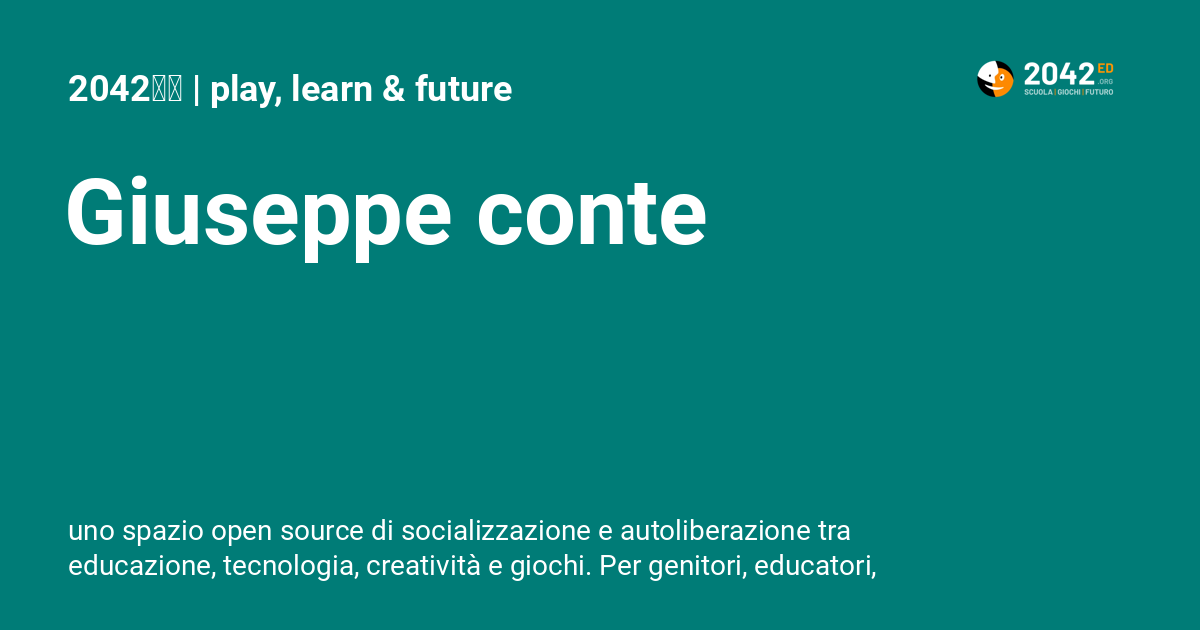 2042 | play, learn & future
2042 ED
.ORG
SCUOLA | GIOCHI | FUTURO
Giuseppe conte
uno spazio open source di socializzazione e autoliberazione tra
educazione, tecnologia, creatività e giochi. Per genitori, educatori,